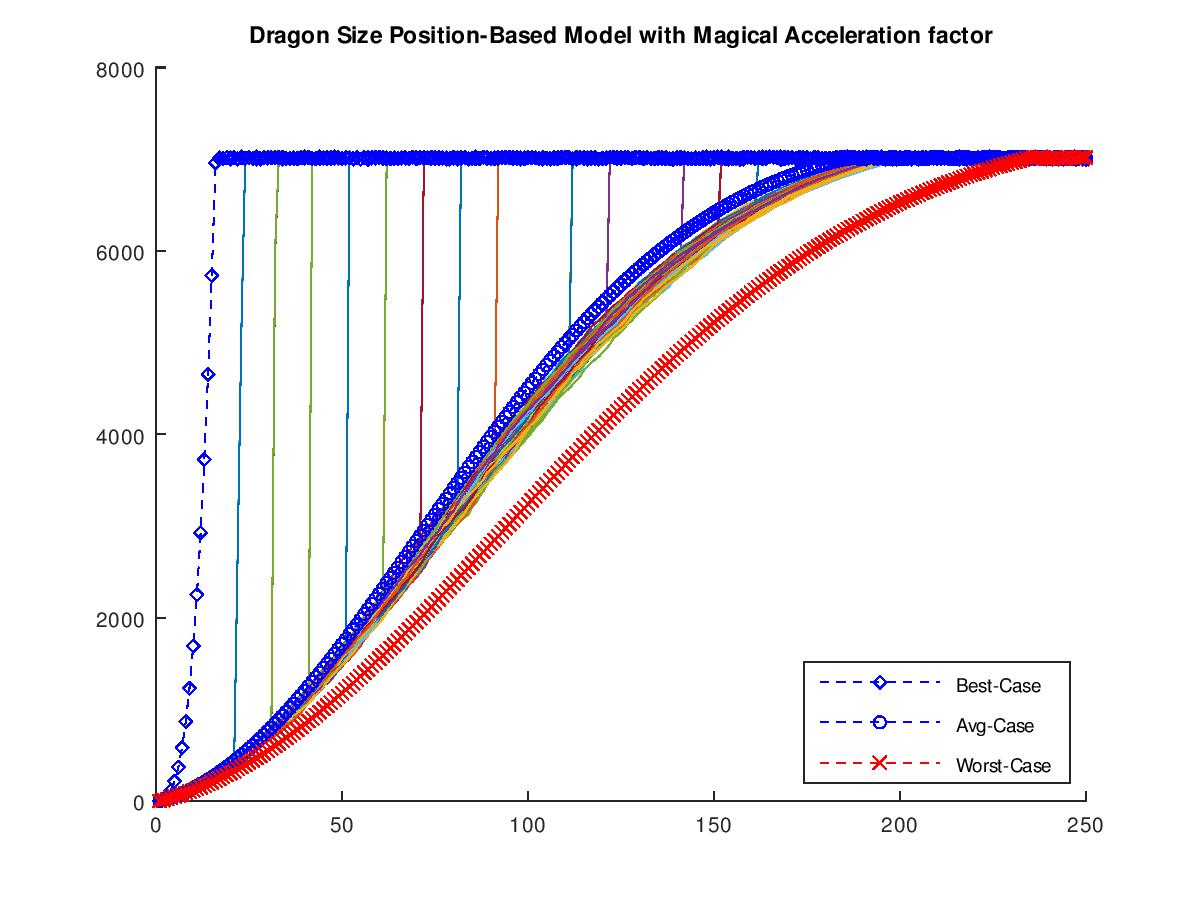 Dragon Size Position-Based Model with Magical Acceleration factor
8000
6000
4000
2000
0
0 50 100 150 200 250
Best-Case
Avg-Case
Worst-Case